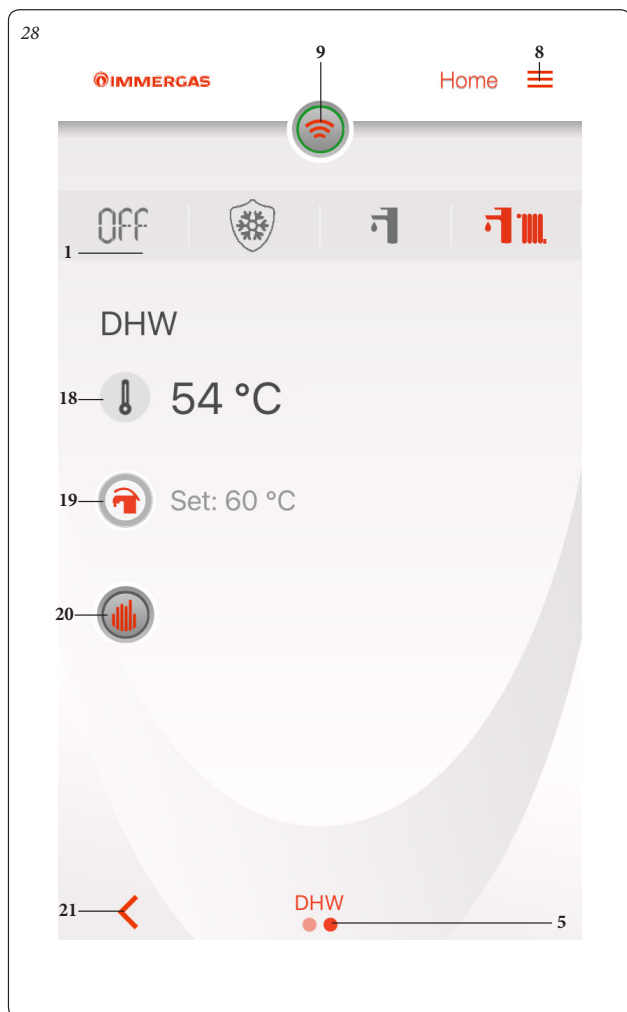 28
9
8
IMMERGAS
Home
OFF
1
DHW
18
54 °C
19
Set: 60 °C
20
21
DHW
5